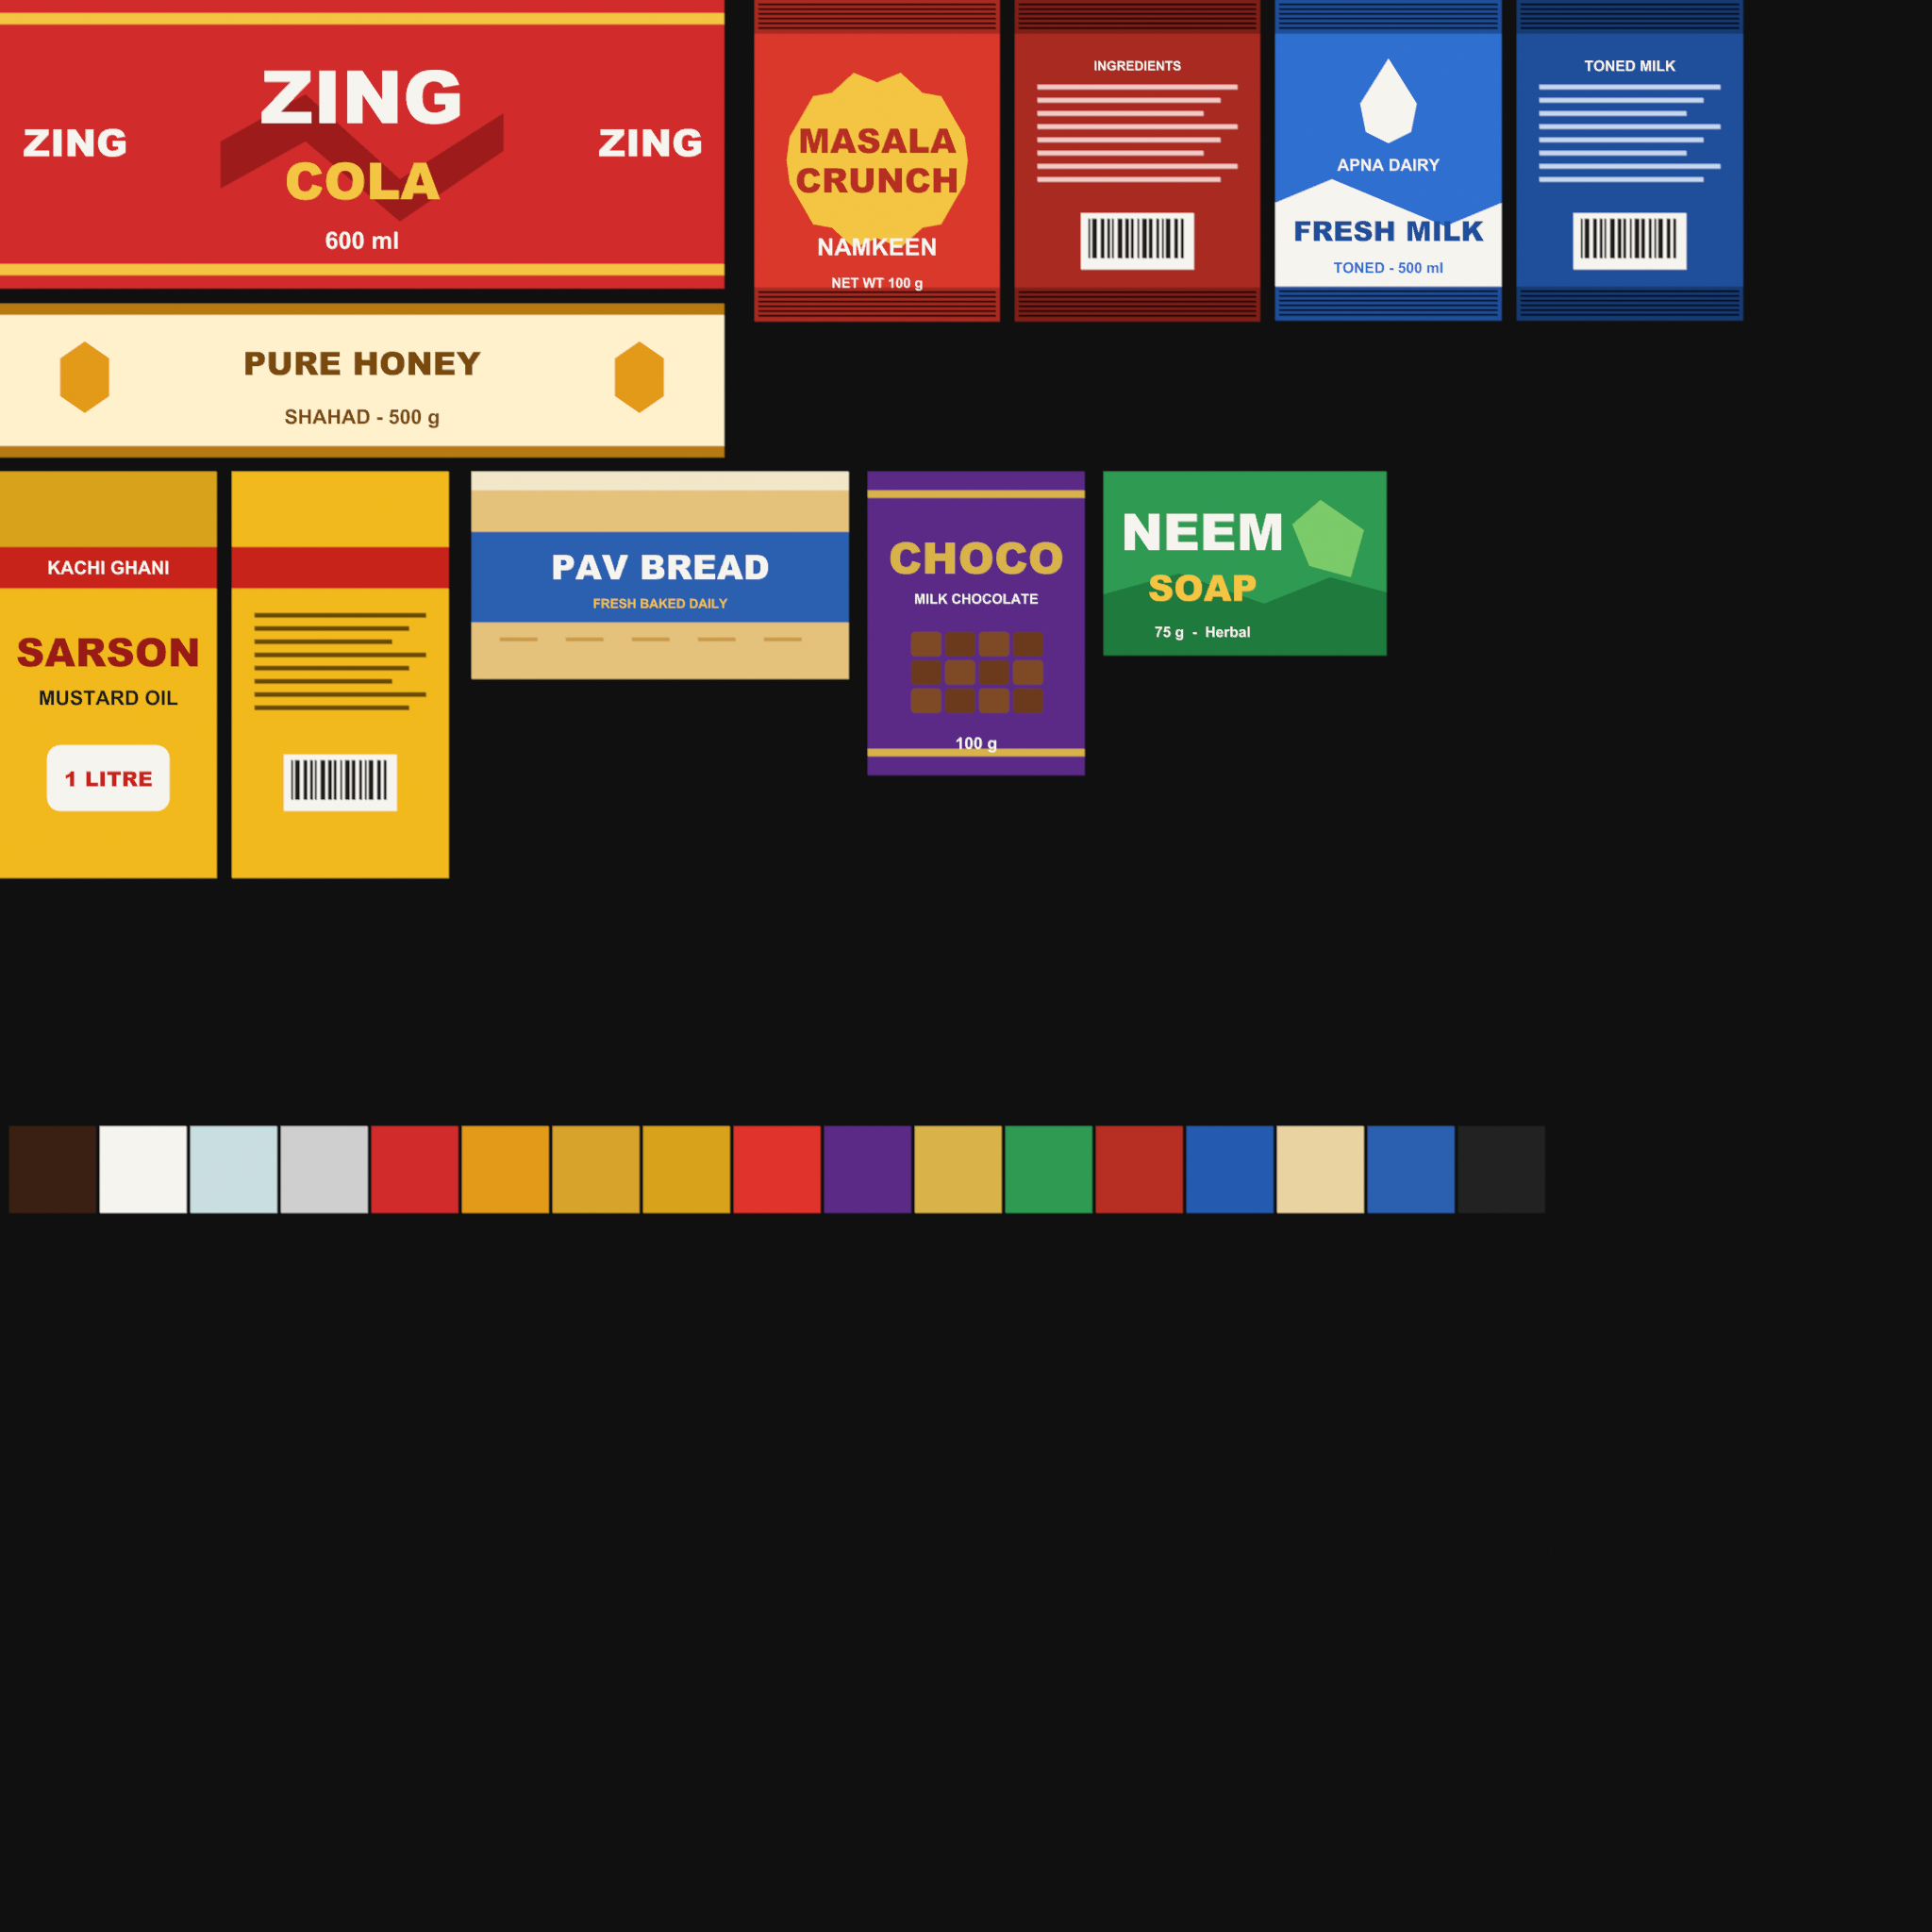 ZING
COLA
600 ml
ZING
ZING
MASALA
CRUNCH
NAMKEEN
NET WT 100 g
INGREDIENTS
APNA DAIRY
FRESH MILK
TONED - 500 ml
TONED MILK
PURE HONEY
SHAHAD - 500 g
KACHI GHANI
SARSON
MUSTARD OIL
1 LITRE
PAV BREAD
FRESH BAKED DAILY
CHOCO
MILK CHOCOLATE
100 g
NEEM
SOAP
75 g - Herbal